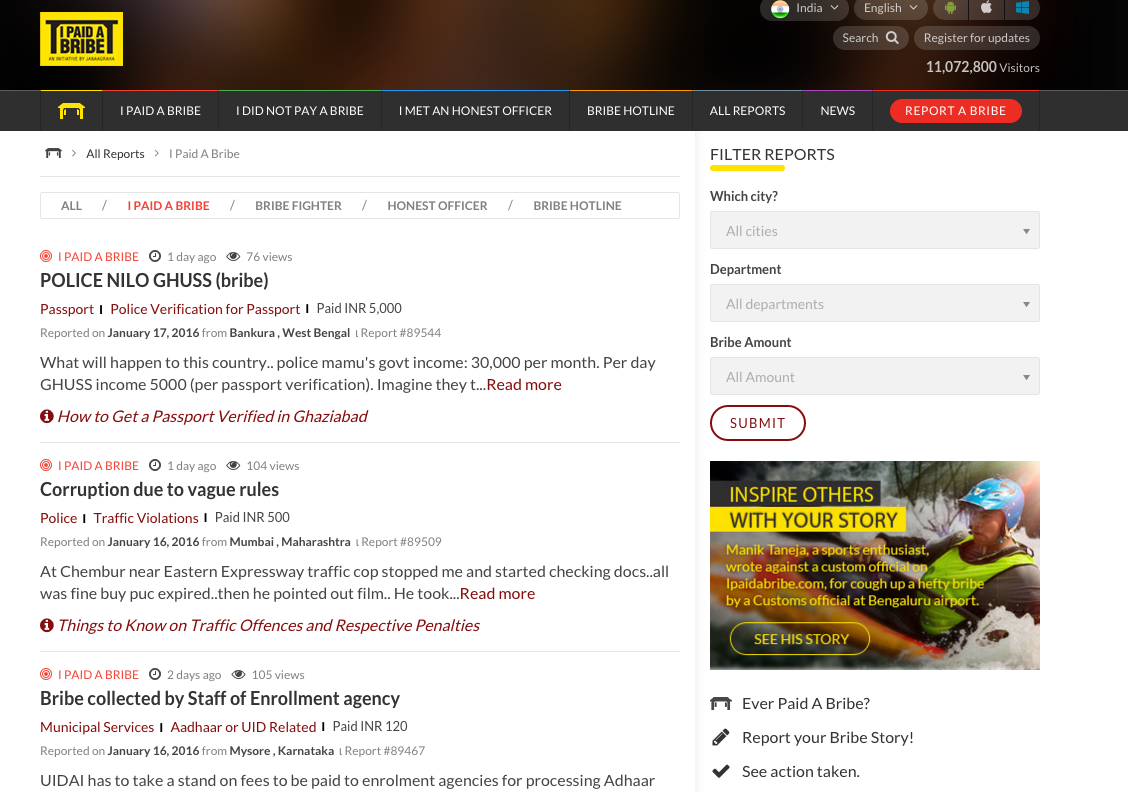 I PAID A
BRIBE
AN INITIATIVE BY JANAAGRAHA
India
English
Search
Register for updates
11,072,800 Visitors
I PAID A BRIBE
I DID NOT PAY A BRIBE
I MET AN HONEST OFFICER
BRIBE HOTLINE
ALL REPORTS
NEWS
REPORT A BRIBE
All Reports > I Paid A Bribe
ALL / I PAID A BRIBE / BRIBE FIGHTER / HONEST OFFICER / BRIBE HOTLINE
I PAID A BRIBE 1 day ago 76 views
POLICE NILO GHUSS (bribe)
Passport | Police Verification for Passport | Paid INR 5,000
Reported on January 17, 2016 from Bankura , West Bengal | Report #89544
What will happen to this country.. police mamu's govt income: 30,000 per month. Per day
GHUSS income 5000 (per passport verification). Imagine they t...Read more
How to Get a Passport Verified in Ghaziabad
I PAID A BRIBE 1 day ago 104 views
Corruption due to vague rules
Police | Traffic Violations | Paid INR 500
Reported on January 16, 2016 from Mumbai , Maharashtra | Report #89509
At Chembur near Eastern Expressway traffic cop stopped me and started checking docs..all
was fine buy puc expired..then he pointed out film.. He took...Read more
Things to Know on Traffic Offences and Respective Penalties
I PAID A BRIBE 2 days ago 105 views
Bribe collected by Staff of Enrollment agency
Municipal Services | Aadhaar or UID Related | Paid INR 120
Reported on January 16, 2016 from Mysore , Karnataka | Report #89467
UIDAI has to take a stand on fees to be paid to enrolment agencies for processing Adhaar
FILTER REPORTS
Which city?
All cities
Department
All departments
Bribe Amount
All Amount
SUBMIT
INSPIRE OTHERS
WITH YOUR STORY
Manik Taneja, a sports enthusiast,
wrote against a custom official on
Ipaidabribe.com, for cough up a hefty bribe
by a Customs official at Bengaluru airport.
SEE HIS STORY
Ever Paid A Bribe?
Report your Bribe Story!
See action taken.